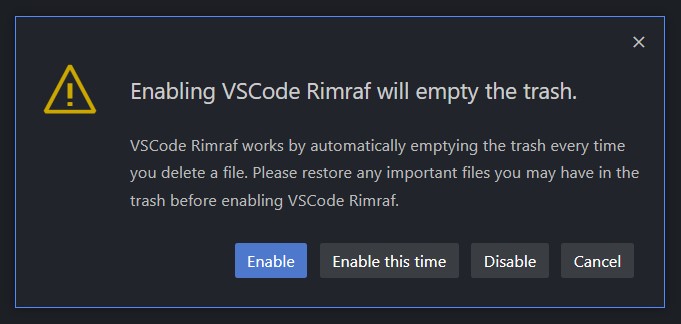 Enabling VSCode Rimraf will empty the trash.
VSCode Rimraf works by automatically emptying the trash every time
you delete a file. Please restore any important files you may have in the
trash before enabling VSCode Rimraf.
Enable Enable this time Disable Cancel